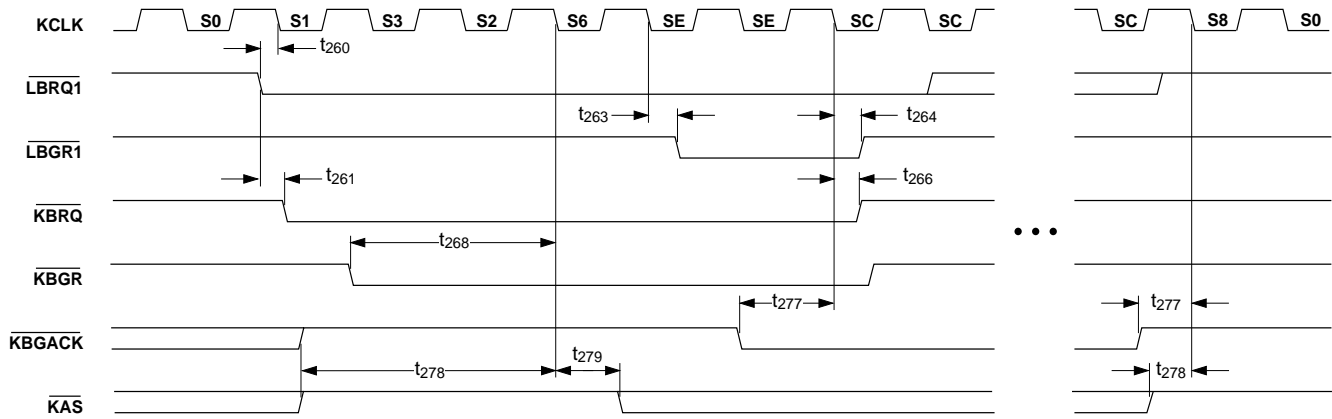 KCLK S0 S1 S3 S2 S6 SE SE SC SC SC S8 S0
t260
LBRQ1
t263 t264
LBGR1
t261 t266
KBRQ
t268 • • •
KBGR
t277 t277
KBGACK
t278 t279 t278
KAS